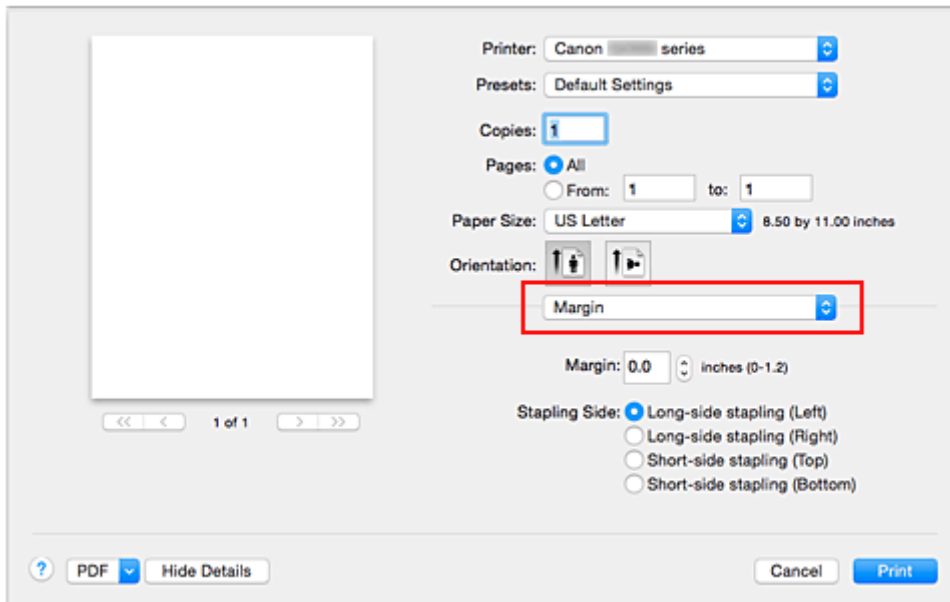 Printer: Canon series
Presets: Default Settings
Copies: 1
Pages: All
From: 1 to: 1
Paper Size: US Letter 8.50 by 11.00 inches
Orientation:
Margin
Margin: 0.0 inches (0-1.2)
1 of 1
Stapling Side: Long-side stapling (Left)
Long-side stapling (Right)
Short-side stapling (Top)
Short-side stapling (Bottom)
? PDF Hide Details Cancel Print